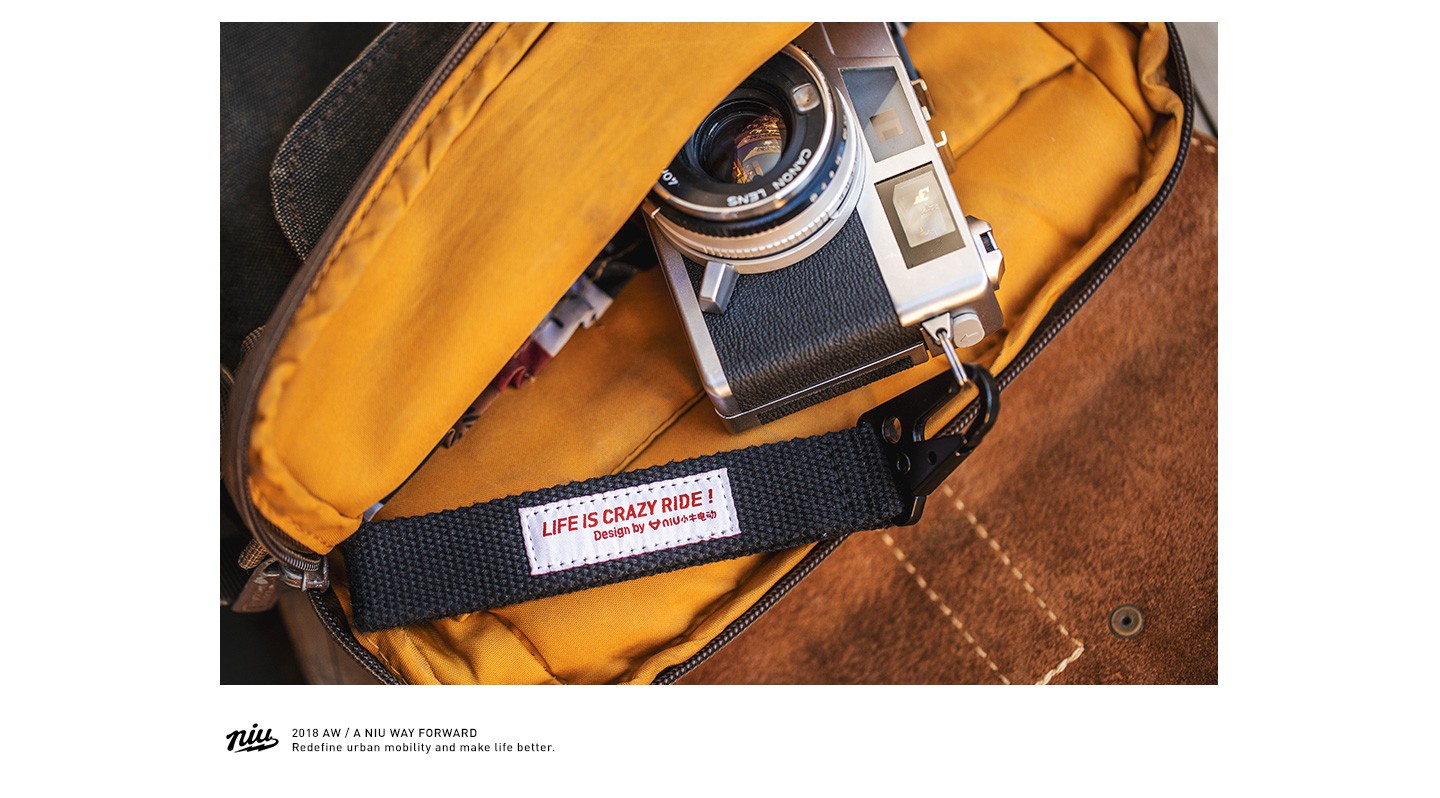 CANON LENS
LIFE IS CRAZY RIDE !
Design by niu小牛电动
niu
2018 AW / A NIU WAY FORWARD
Redefine urban mobility and make life better.